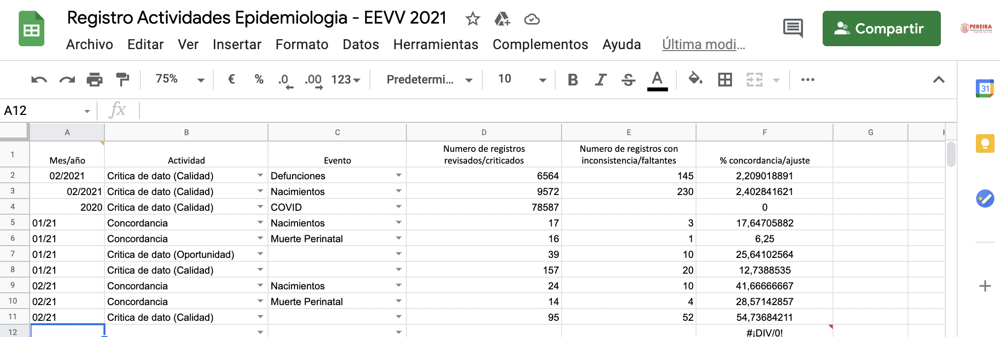 Registro Actividades Epidemiologia - EEVV 2021
Archivo Editar Ver Insertar Formato Datos Herramientas Complementos Ayuda Última modi...
Compartir
PEREIRA
Gobierno de la Ciudad
CAPITAL DEL EJE
75% € % .0 .00 123 Predetermi... 10 B I S A ...
31
A12 fx
A B C D E F G
1 Mes/año Actividad Evento Numero de registros revisados/criticados Numero de registros con inconsistencia/faltantes % concordancia/ajuste
2 02/2021 Critica de dato (Calidad) Defunciones 6564 145 2,209018891
3 02/2021 Critica de dato (Calidad) Nacimientos 9572 230 2,402841621
4 2020 Critica de dato (Calidad) COVID 78587 0
5 01/21 Concordancia Nacimientos 17 3 17,64705882
6 01/21 Concordancia Muerte Perinatal 16 1 6,25
7 01/21 Critica de dato (Oportunidad) 39 10 25,64102564
8 01/21 Critica de dato (Calidad) 157 20 12,7388535
9 02/21 Concordancia Nacimientos 24 10 41,66666667
10 02/21 Concordancia Muerte Perinatal 14 4 28,57142857
11 02/21 Critica de dato (Calidad) 95 52 54,73684211
12 #¡DIV/0!